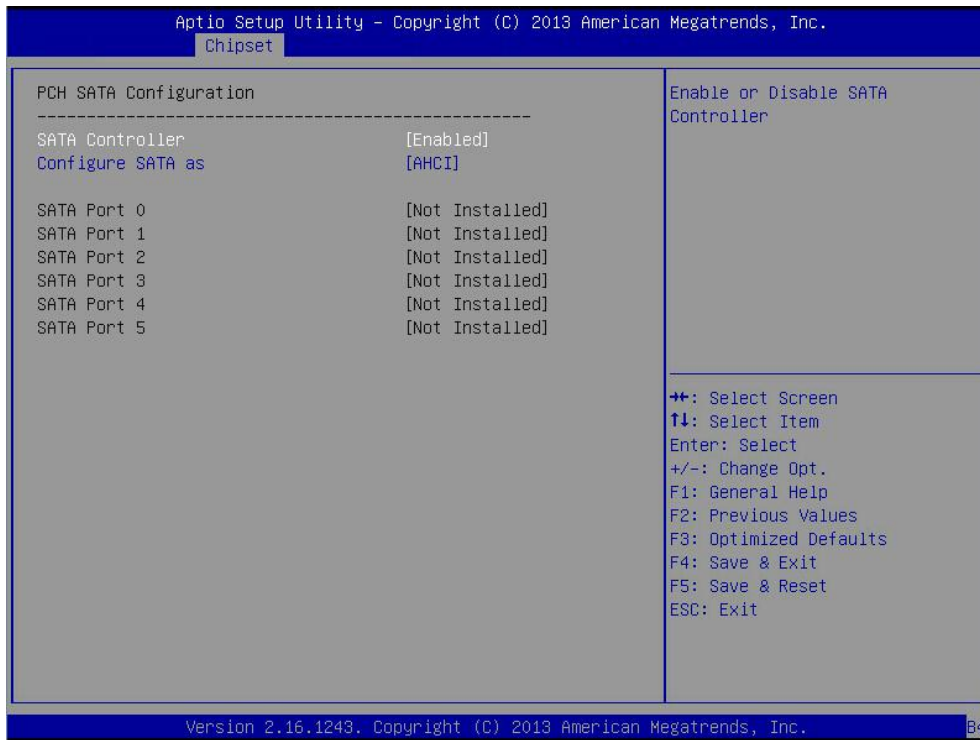 Aptio Setup Utility – Copyright (C) 2013 American Megatrends, Inc.
Chipset
PCH SATA Configuration
--------------------------------------------------
SATA Controller [Enabled]
Configure SATA as [AHCI]
SATA Port 0 [Not Installed]
SATA Port 1 [Not Installed]
SATA Port 2 [Not Installed]
SATA Port 3 [Not Installed]
SATA Port 4 [Not Installed]
SATA Port 5 [Not Installed]
Enable or Disable SATA
Controller
→←: Select Screen
↑↓: Select Item
Enter: Select
+/-: Change Opt.
F1: General Help
F2: Previous Values
F3: Optimized Defaults
F4: Save & Exit
F5: Save & Reset
ESC: Exit
Version 2.16.1243. Copyright (C) 2013 American Megatrends, Inc.